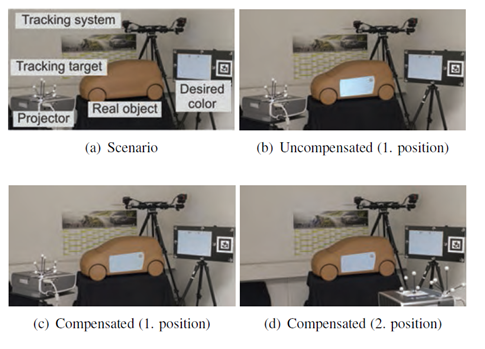 Tracking system
Tracking target
Real object
Desired
color
Projector
(a) Scenario
(b) Uncompensated (1. position)
(c) Compensated (1. position)
(d) Compensated (2. position)